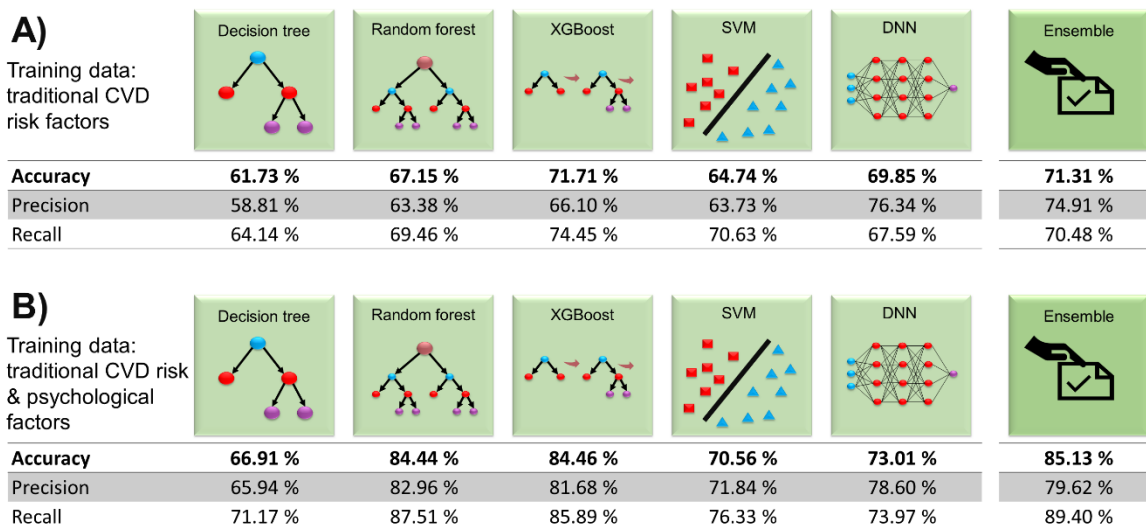 A)
Training data:
traditional CVD
risk factors
Decision tree Random forest XGBoost SVM DNN Ensemble
Accuracy 61.73 % 67.15 % 71.71 % 64.74 % 69.85 % 71.31 %
Precision 58.81 % 63.38 % 66.10 % 63.73 % 76.34 % 74.91 %
Recall 64.14 % 69.46 % 74.45 % 70.63 % 67.59 % 70.48 %
B)
Training data:
traditional CVD risk
& psychological
factors
Decision tree Random forest XGBoost SVM DNN Ensemble
Accuracy 66.91 % 84.44 % 84.46 % 70.56 % 73.01 % 85.13 %
Precision 65.94 % 82.96 % 81.68 % 71.84 % 78.60 % 79.62 %
Recall 71.17 % 87.51 % 85.89 % 76.33 % 73.97 % 89.40 %